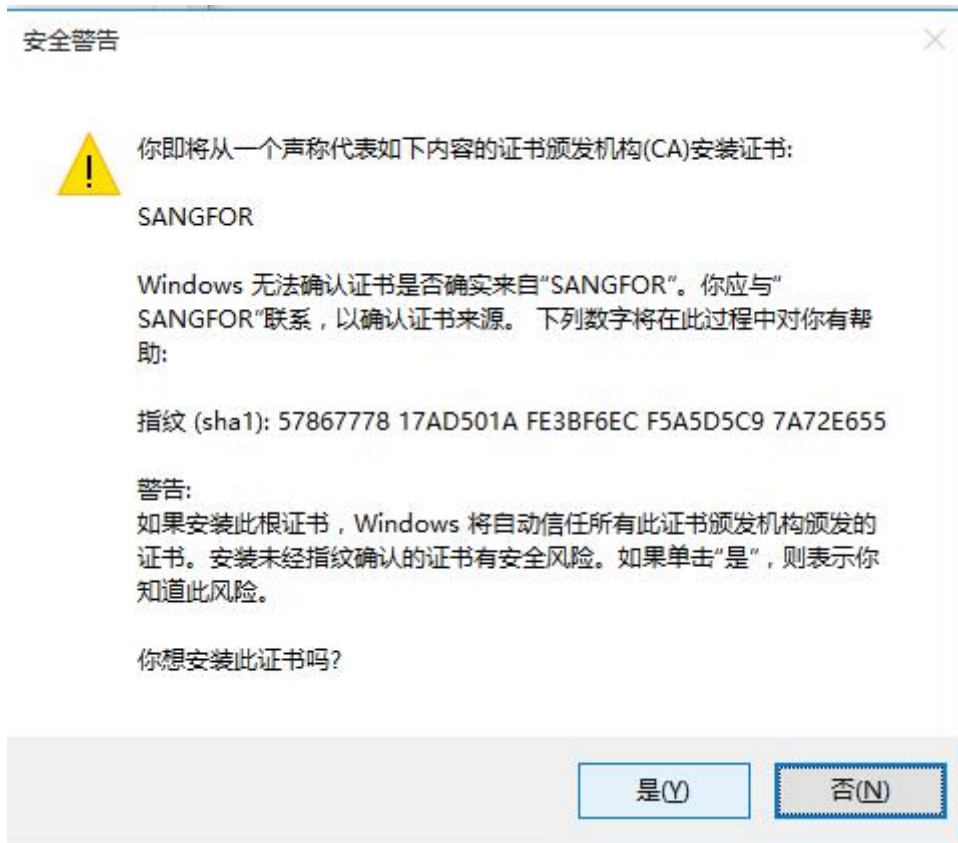 安全警告
你即将从一个声称代表如下内容的证书颁发机构(CA)安装证书:
SANGFOR
Windows 无法确认证书是否确实来自"SANGFOR"。你应与"
SANGFOR"联系，以确认证书来源。 下列数字将在此过程中对你有帮
助:
指纹 (sha1): 57867778 17AD501A FE3BF6EC F5A5D5C9 7A72E655
警告:
如果安装此根证书，Windows 将自动信任所有此证书颁发机构颁发的
证书。安装未经指纹确认的证书有安全风险。如果单击"是"，则表示你
知道此风险。
你想安装此证书吗?
是(Y) 否(N)